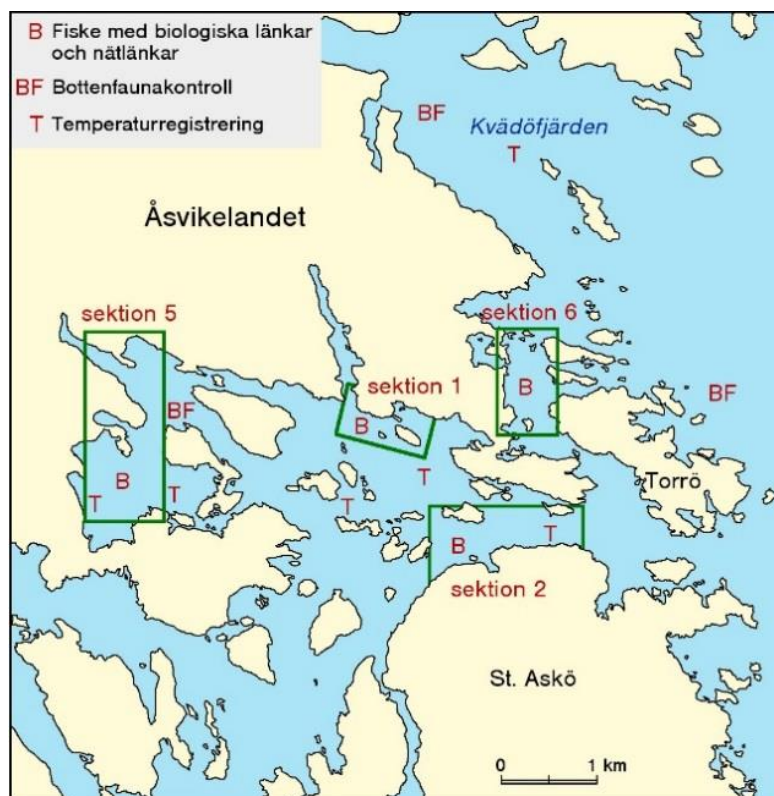 B Fiske med biologiska länkar
och nätlänkar
BF Bottenfaunakontroll
T Temperaturregistrering
BF
Kvädöfjärden
T
Åsvikelandet
sektion 5
sektion 6
sektion 1
B
BF
BF
B
T
Torrö
B
T
T
T
B
T
sektion 2
St. Askö
0 1 km